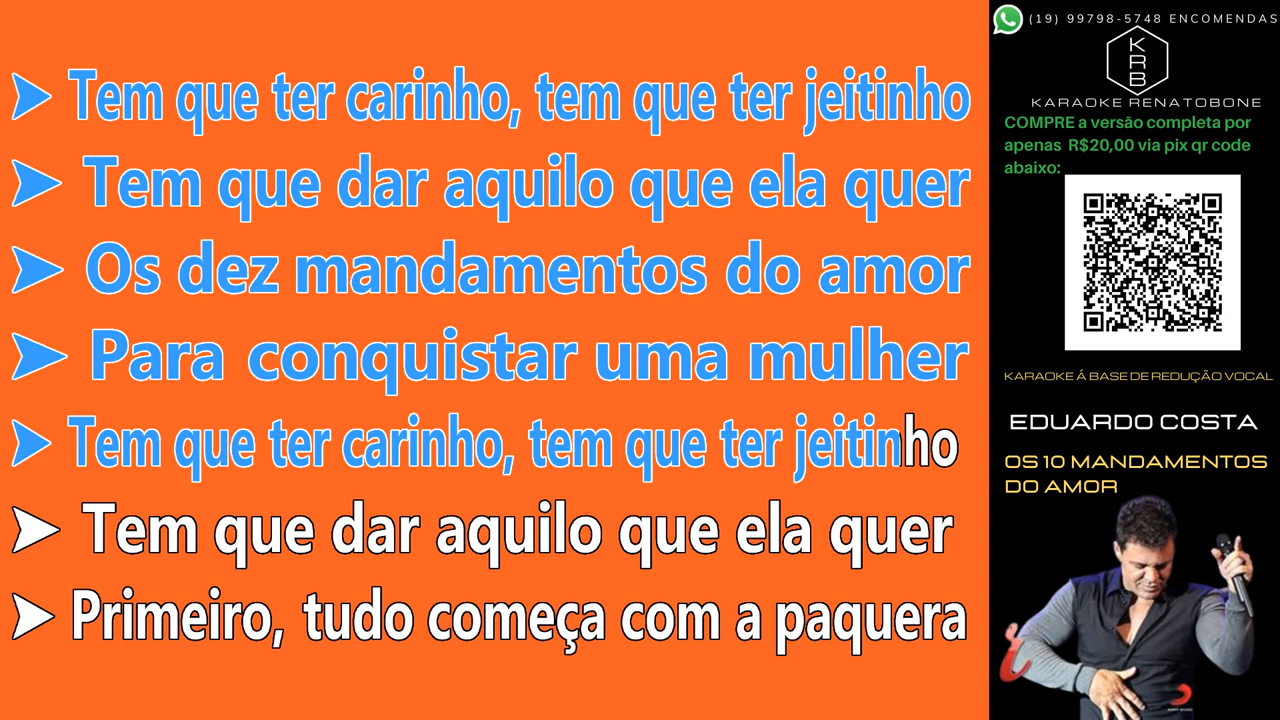 ➤ Tem que ter carinho, tem que ter jeitinho
➤ Tem que dar aquilo que ela quer
➤ Os dez mandamentos do amor
➤ Para conquistar uma mulher
➤ Tem que ter carinho, tem que ter jeitinho
➤ Tem que dar aquilo que ela quer
➤ Primeiro, tudo começa com a paquera
(19) 99798-5748 ENCOMENDAS
K
R
B
KARAOKE RENATOBONE
COMPRE a versão completa por
apenas R$20,00 via pix qr code
abaixo:
KARAOKE Á BASE DE REDUÇÃO VOCAL
EDUARDO COSTA
OS 10 MANDAMENTOS
DO AMOR